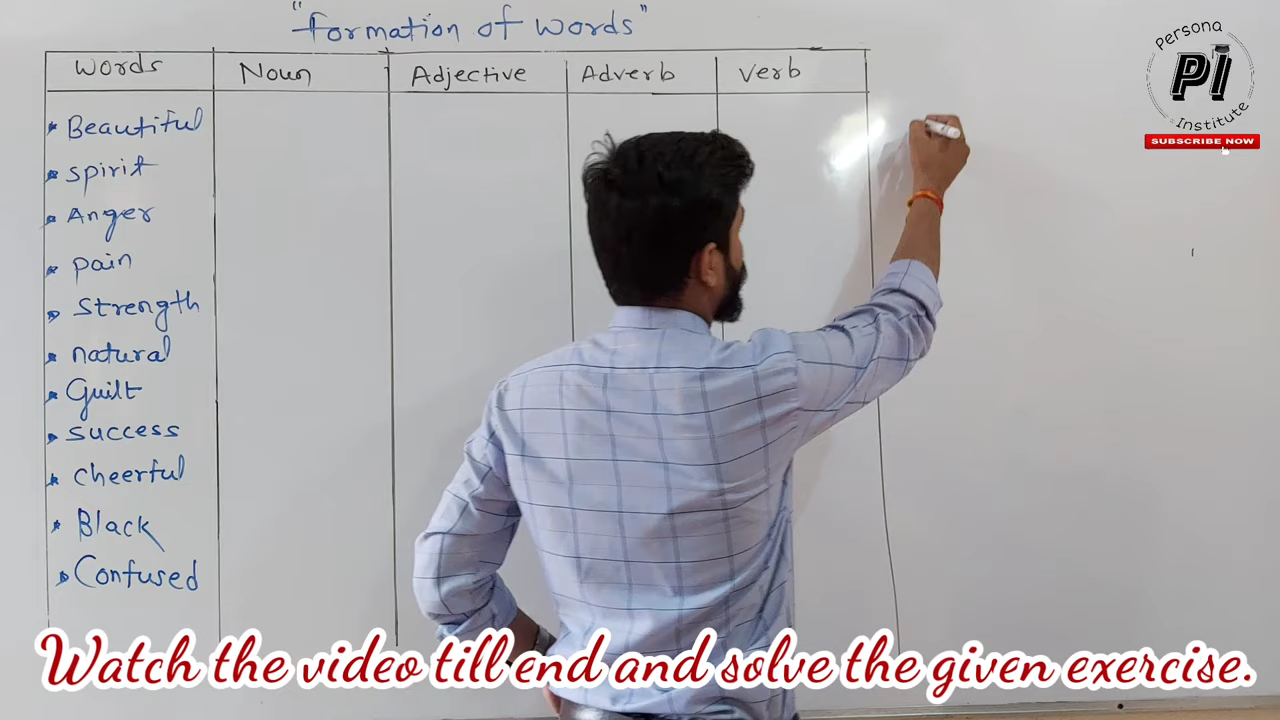 "formation of words"
words Noun Adjective Adverb verb
Beautiful
spirit
Anger
pain
strength
natural
Guilt
success
cheerful
Black
Confused
Persona
PI
Institute
SUBSCRIBE NOW
Watch the video till end and solve the given exercise.